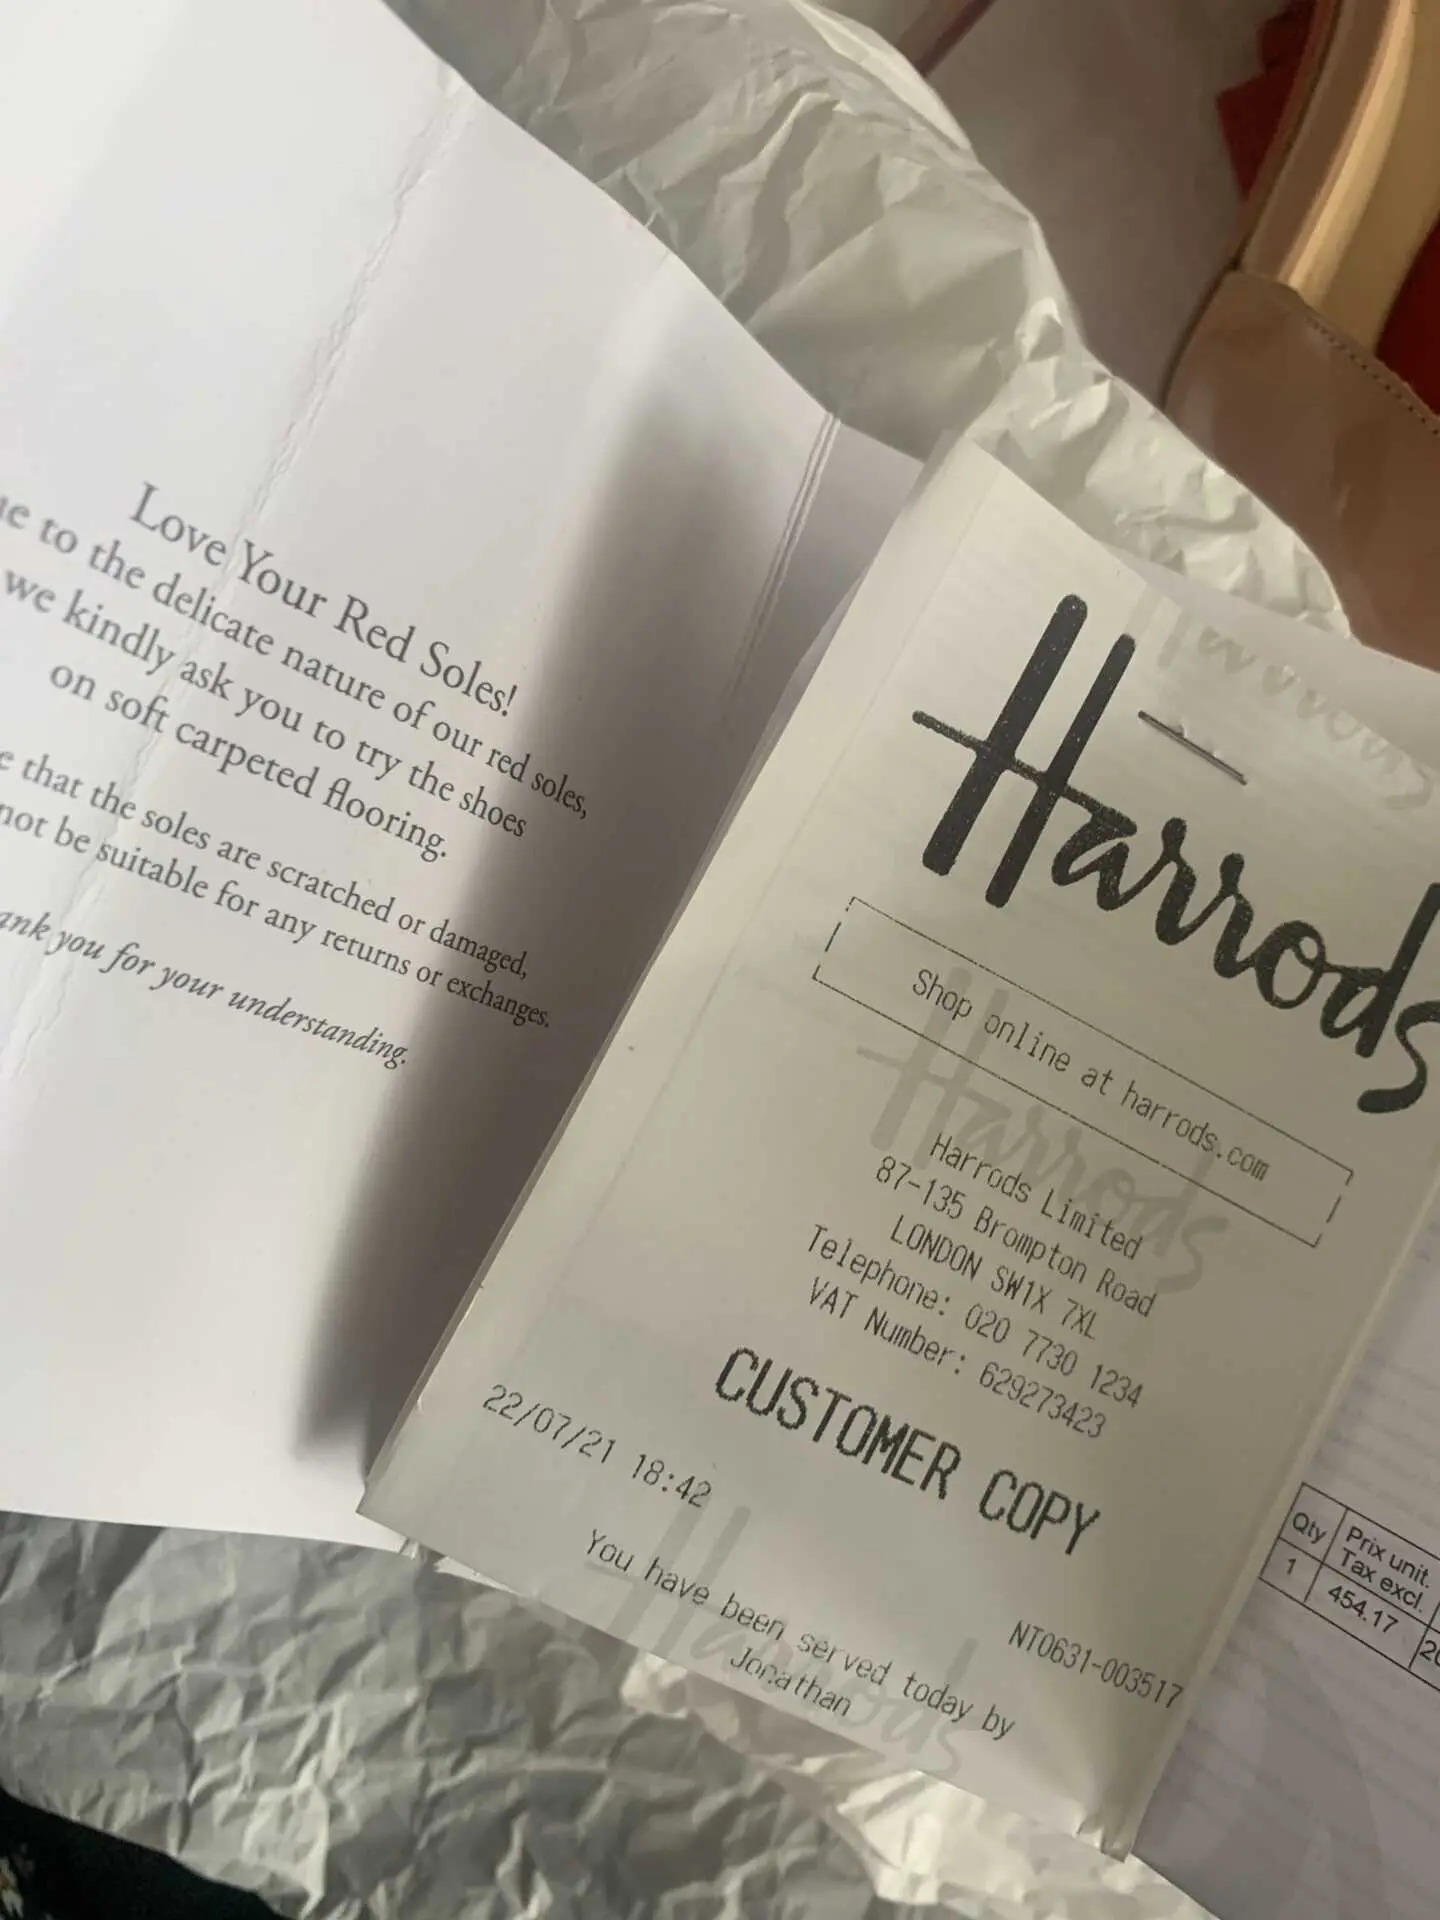 Love Your Red Soles!
to the delicate nature of our red soles,
we kindly ask you to try the shoes
on soft carpeted flooring.
that the soles are scratched or damaged,
not be suitable for any returns or exchanges.
you for your understanding.
Harrods
Harrods
Shop online at harrods.com
Harrods
Harrods Limited
87-135 Brompton Road
LONDON SW1X 7XL
Telephone: 020 7730 1234
VAT Number: 629273423
CUSTOMER COPY
22/07/21 18:42
NT0631-003517
You have been served today by
Jonathan
Harrods
Qty Prix unit.
Tax excl.
1 454.17